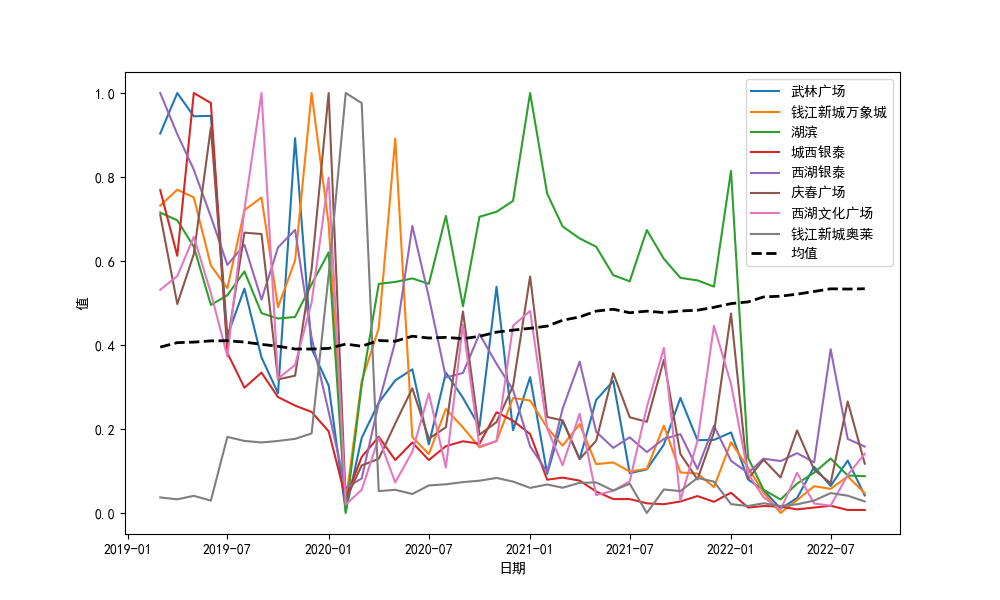 武林广场
钱江新城万象城
湖滨
城西银泰
西湖银泰
庆春广场
西湖文化广场
钱江新城奥莱
均值
1.0
0.8
0.6
0.4
0.2
0.0
值
2019-01
2019-07
2020-01
2020-07
2021-01
2021-07
2022-01
2022-07
日期